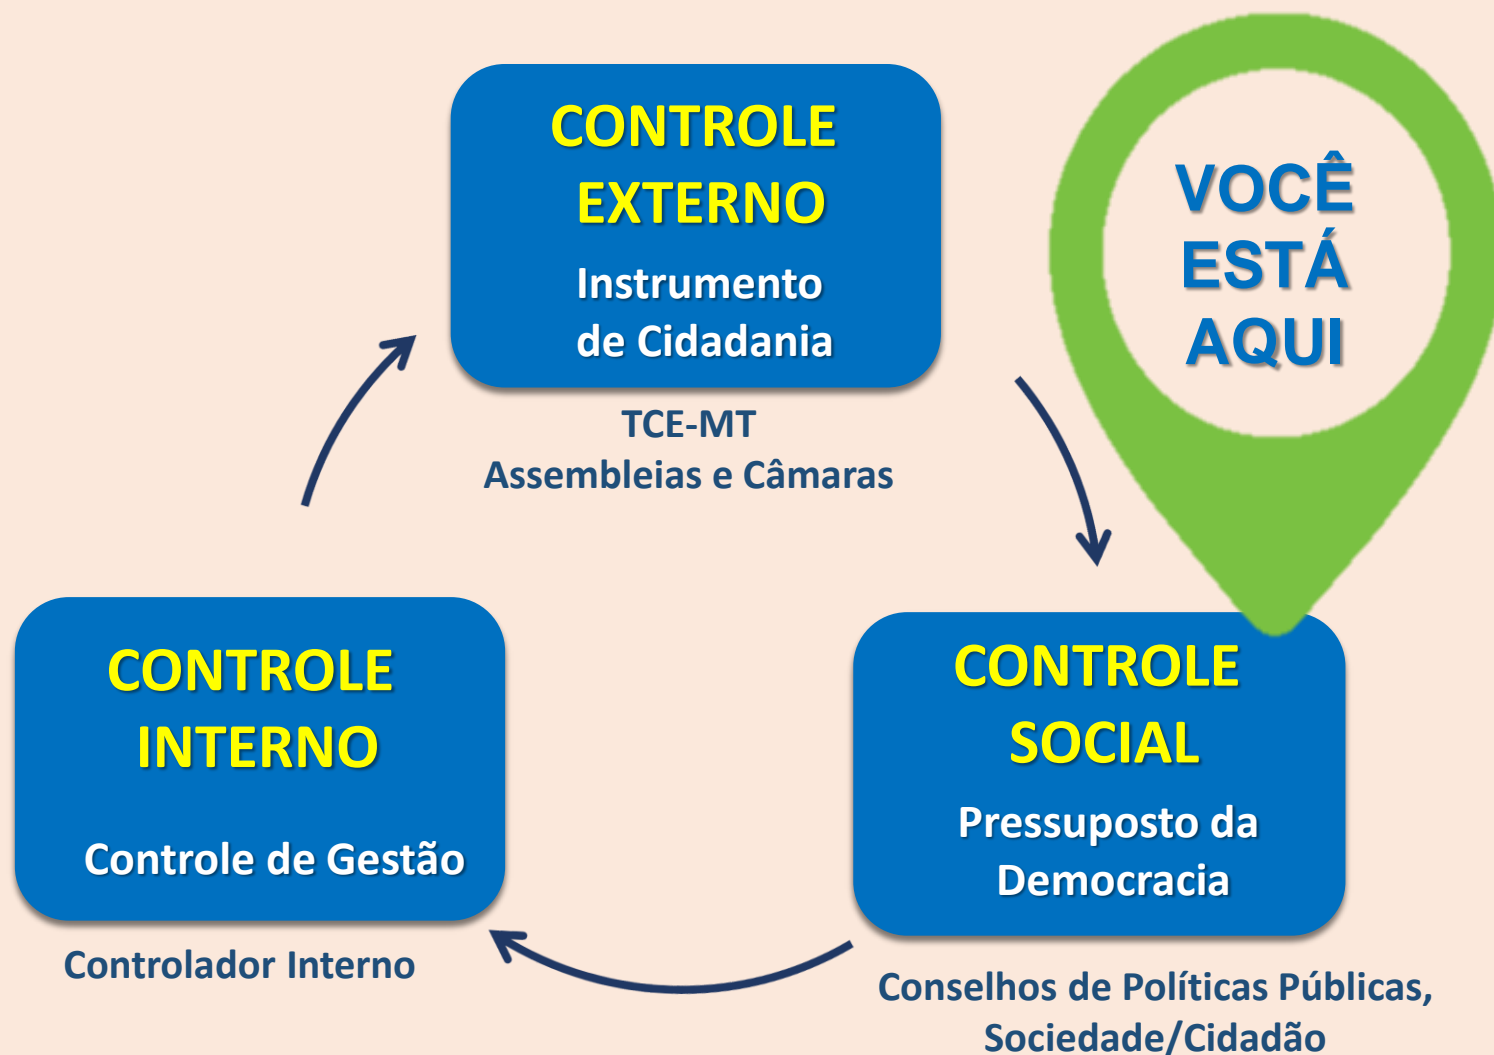 CONTROLE
EXTERNO
Instrumento
de Cidadania
TCE-MT
Assembleias e Câmaras
VOCÊ
ESTÁ
AQUI
CONTROLE
INTERNO
Controle de Gestão
Controlador Interno
CONTROLE
SOCIAL
Pressuposto da
Democracia
Conselhos de Políticas Públicas,
Sociedade/Cidadão